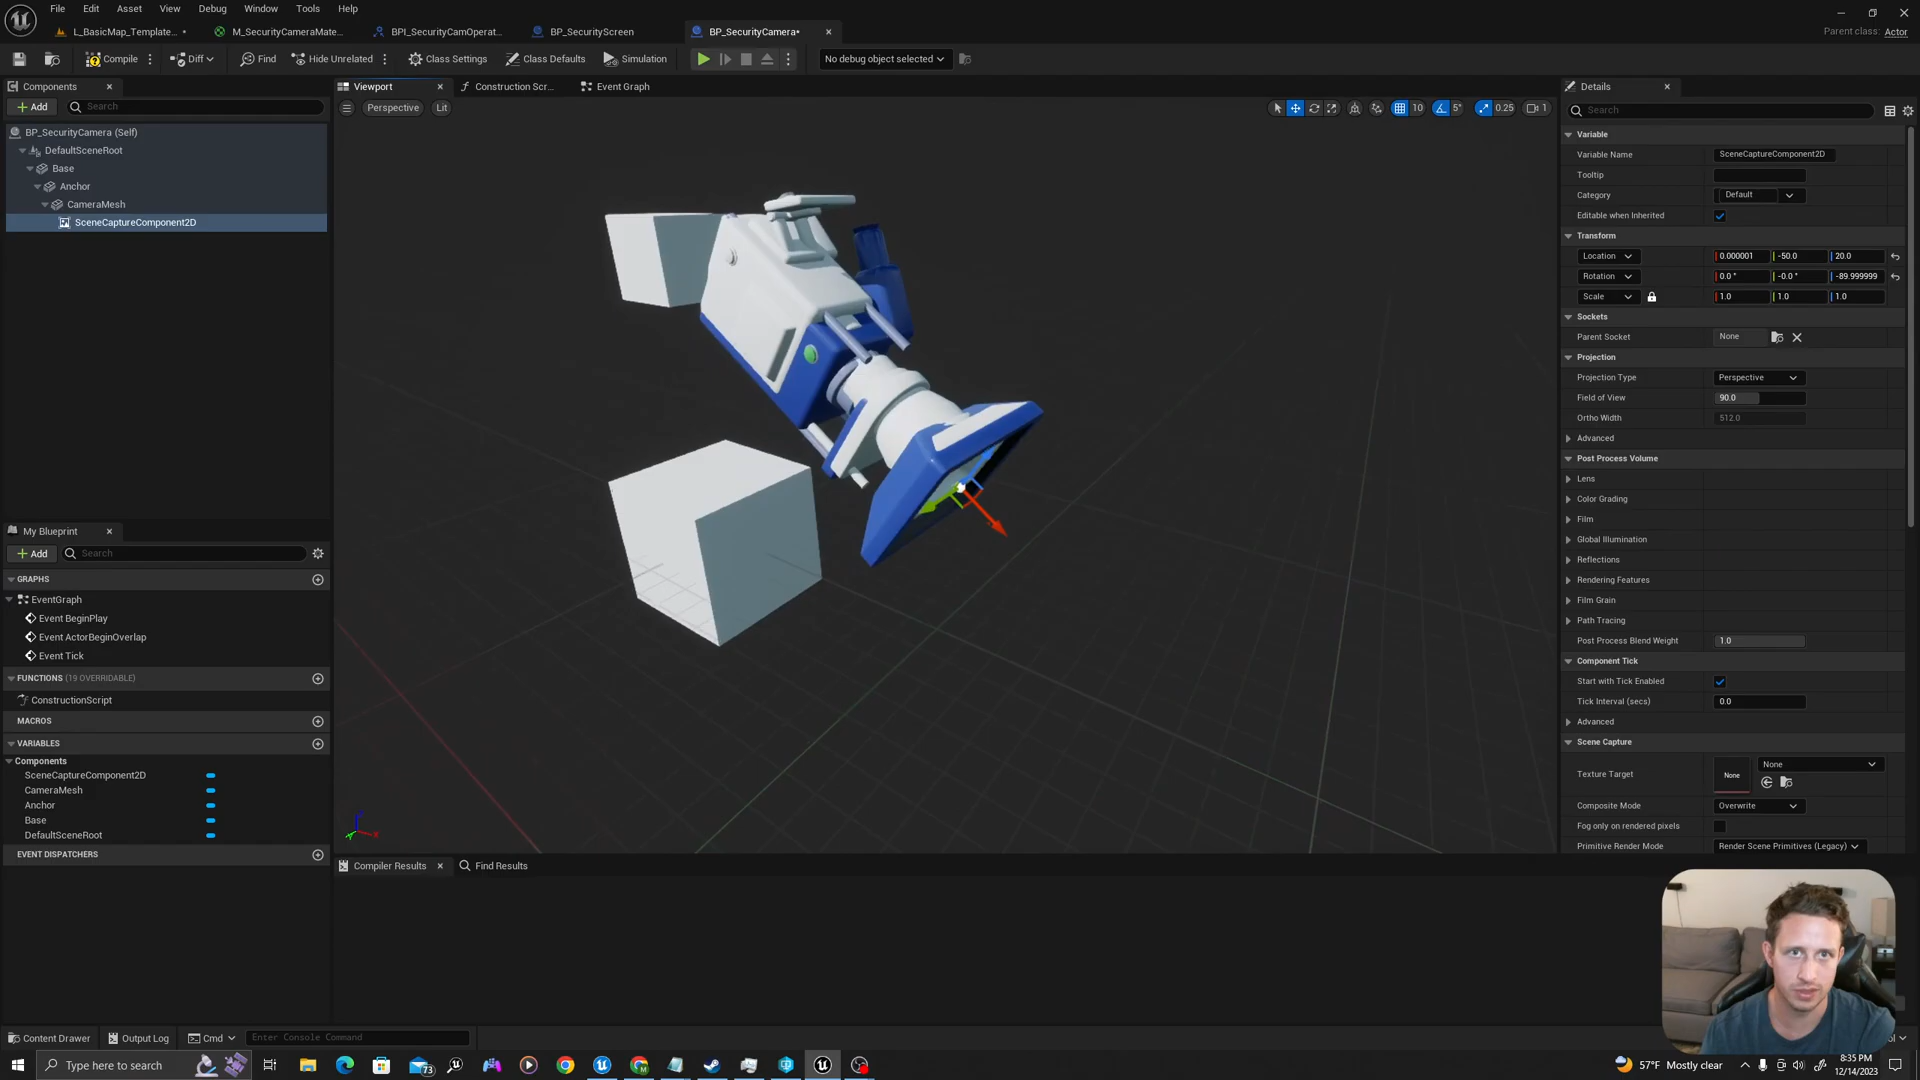 File Edit Asset View Debug Window Tools Help
L_BasicMap_Template... • M_SecurityCameraMate... BPI_SecurityCamOperat... BP_SecurityScreen BP_SecurityCamera•
Parent class: Actor
Compile Diff Find Hide Unrelated Class Settings Class Defaults Simulation No debug object selected
Components
Add Search
BP_SecurityCamera (Self)
DefaultSceneRoot
Base
Anchor
CameraMesh
SceneCaptureComponent2D
Viewport Construction Scr... Event Graph
Perspective Lit
10 5° 0.25 1
My Blueprint
Add Search
GRAPHS
EventGraph
Event BeginPlay
Event ActorBeginOverlap
Event Tick
FUNCTIONS (19 OVERRIDABLE)
ConstructionScript
MACROS
VARIABLES
Components
SceneCaptureComponent2D
CameraMesh
Anchor
Base
DefaultSceneRoot
EVENT DISPATCHERS
Compiler Results Find Results
Details
Search
Variable
Variable Name SceneCaptureComponent2D
Tooltip
Category Default
Editable when Inherited
Transform
Location 0.000001 -50.0 20.0
Rotation 0.0 ° -0.0 ° -89.999999
Scale 1.0 1.0 1.0
Sockets
Parent Socket None
Projection
Projection Type Perspective
Field of View 90.0
Ortho Width 512.0
Advanced
Post Process Volume
Lens
Color Grading
Film
Global Illumination
Reflections
Rendering Features
Film Grain
Path Tracing
Post Process Blend Weight 1.0
Component Tick
Start with Tick Enabled
Tick Interval (secs) 0.0
Advanced
Scene Capture
Texture Target None None
Composite Mode Overwrite
Fog only on rendered pixels
Primitive Render Mode Render Scene Primitives (Legacy)
Content Drawer Output Log Cmd Enter Console Command
Type here to search
73
57°F Mostly clear
8:35 PM
12/14/2023